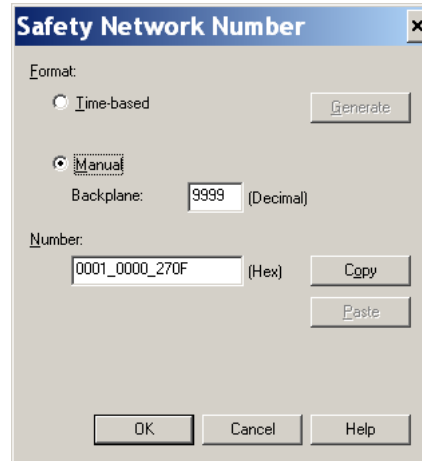 Safety Network Number
Format:
Time-based
Generate
Manual
Backplane: 9999 (Decimal)
Number:
0001_0000_270F (Hex) Copy
Paste
OK Cancel Help